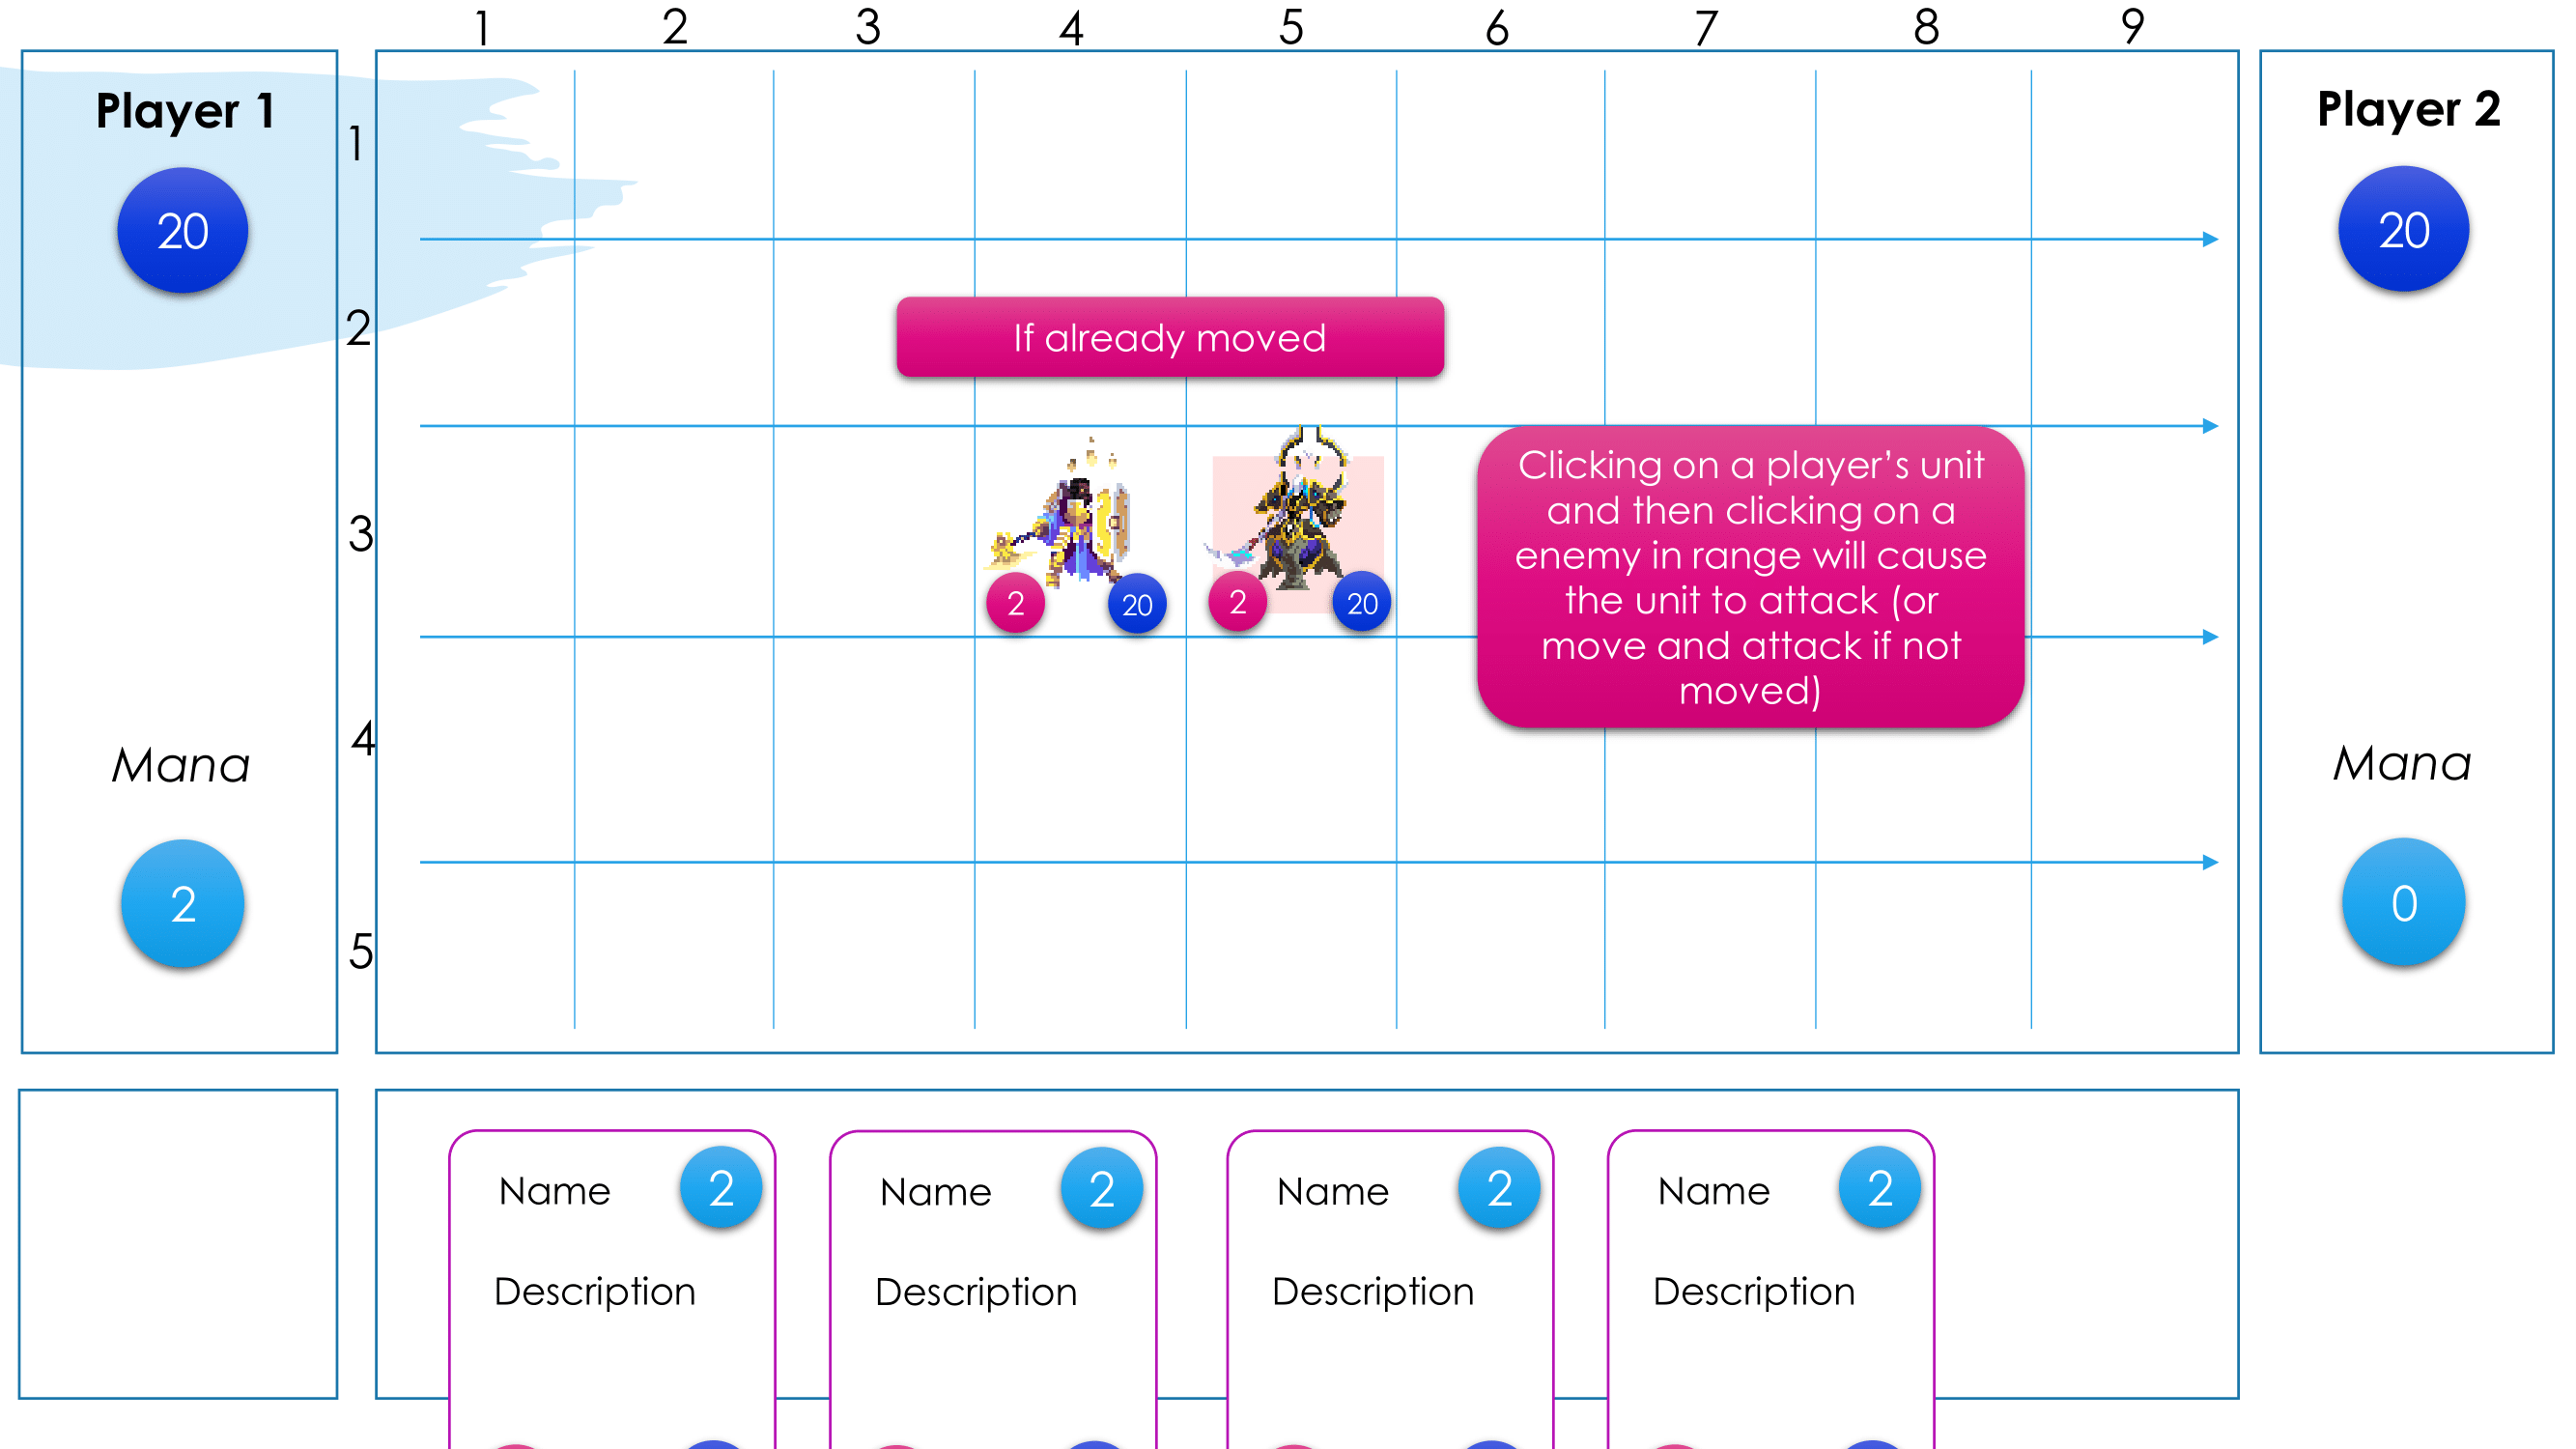 1 2 3 4 5 6 7 8 9
Player 1
20
Mana
2
1
2
3
4
5
If already moved
2 20
2 20
Clicking on a player’s unit
and then clicking on a
enemy in range will cause
the unit to attack (or
move and attack if not
moved)
Player 2
20
Mana
0
Name 2
Description
Name 2
Description
Name 2
Description
Name 2
Description